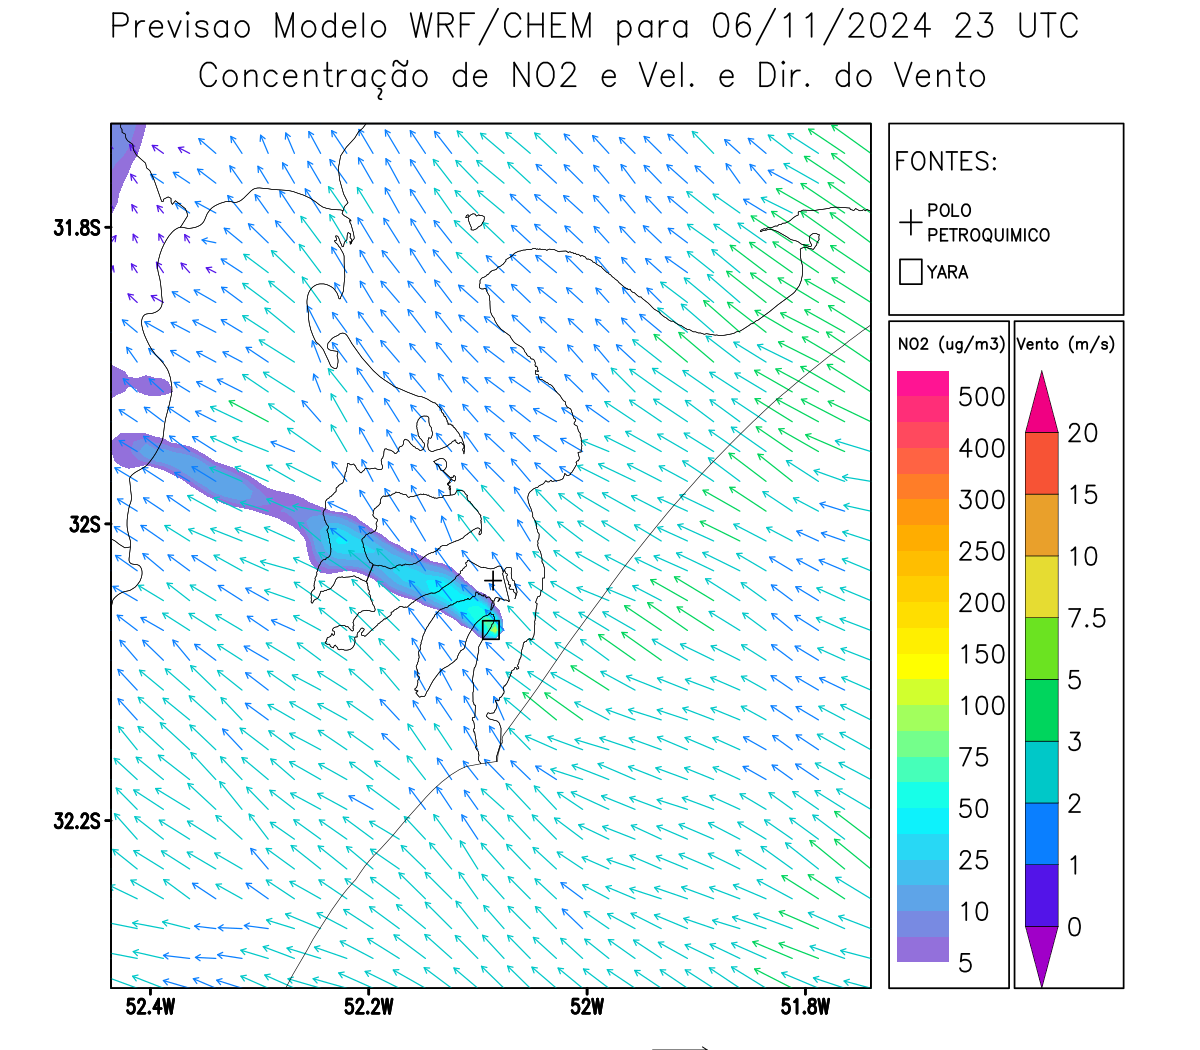 Previsao Modelo WRF/CHEM para 06/11/2024 23 UTC
Concentração de NO2 e Vel. e Dir. do Vento
FONTES:
POLO
PETROQUIMICO
YARA
31.8S
32S
32.2S
52.4W 52.2W 52W 51.8W
NO2 (ug/m3)
500
400
300
250
200
150
100
75
50
25
10
5
Vento (m/s)
20
15
10
7.5
5
3
2
1
0